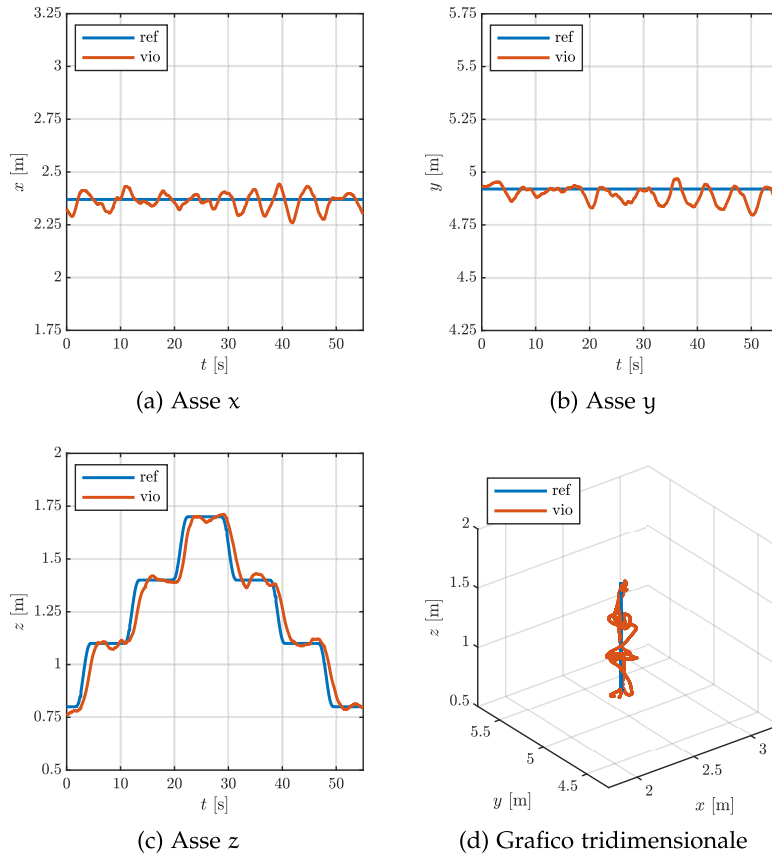 3.25
3
2.75
2.5
2.25
2
1.75
x [m]
ref
vio
0 10 20 30 40 50
t [s]
(a) Asse x
5.75
5.5
5.25
5
4.75
4.5
4.25
y [m]
ref
vio
0 10 20 30 40 50
t [s]
(b) Asse y
2
1.75
1.5
1.25
1
0.75
0.5
z [m]
ref
vio
0 10 20 30 40 50
t [s]
(c) Asse z
ref
vio
2
1.5
1
0.5
z [m]
5.5
5
4.5
y [m]
2
2.5
3
x [m]
(d) Grafico tridimensionale